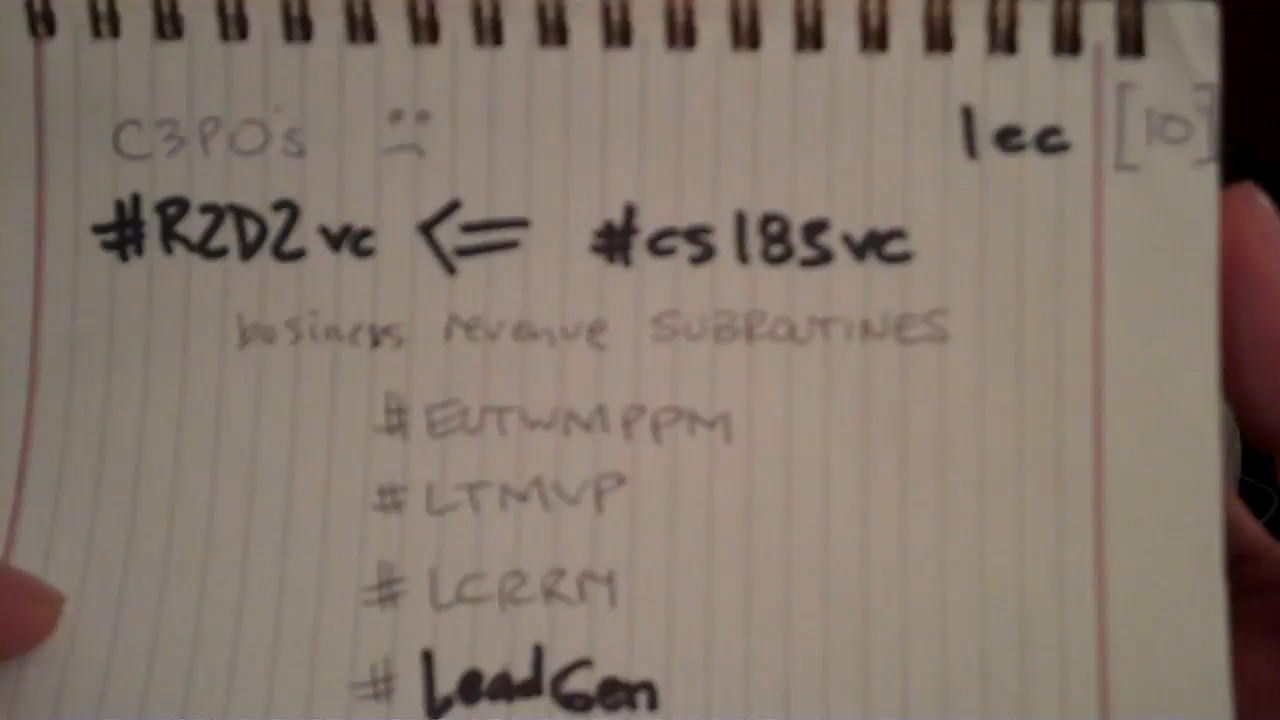 C3PO's :( lec [10]
#R2D2vc <= #cs183vc
business revenue SUBROUTINES
#EUTWMPPM
#LTMVP
#LCRRM
#LeadGen